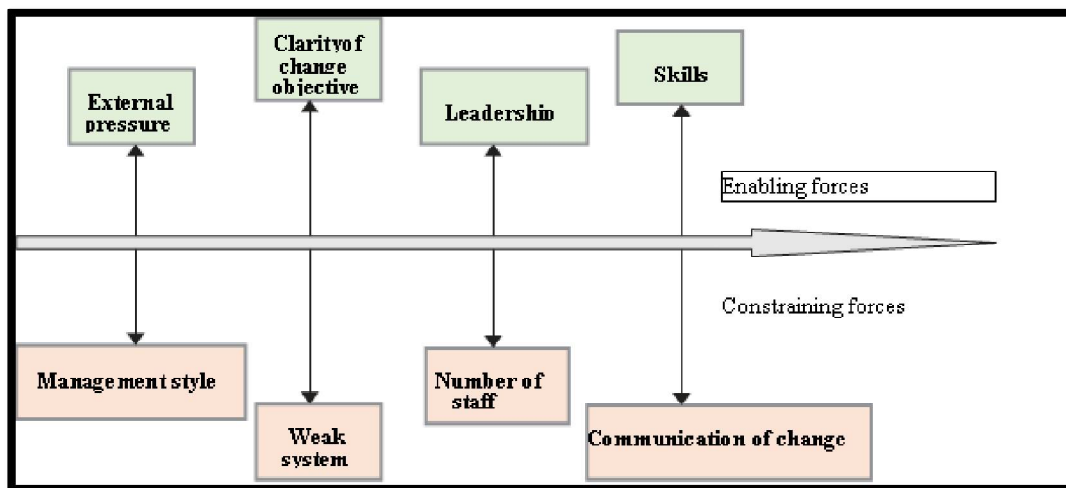 Clarityof
change
objective
External
pressure
Leadership
Skills
Enabling forces
Constraining forces
Management style
Weak
system
Number of
staff
Communication of change